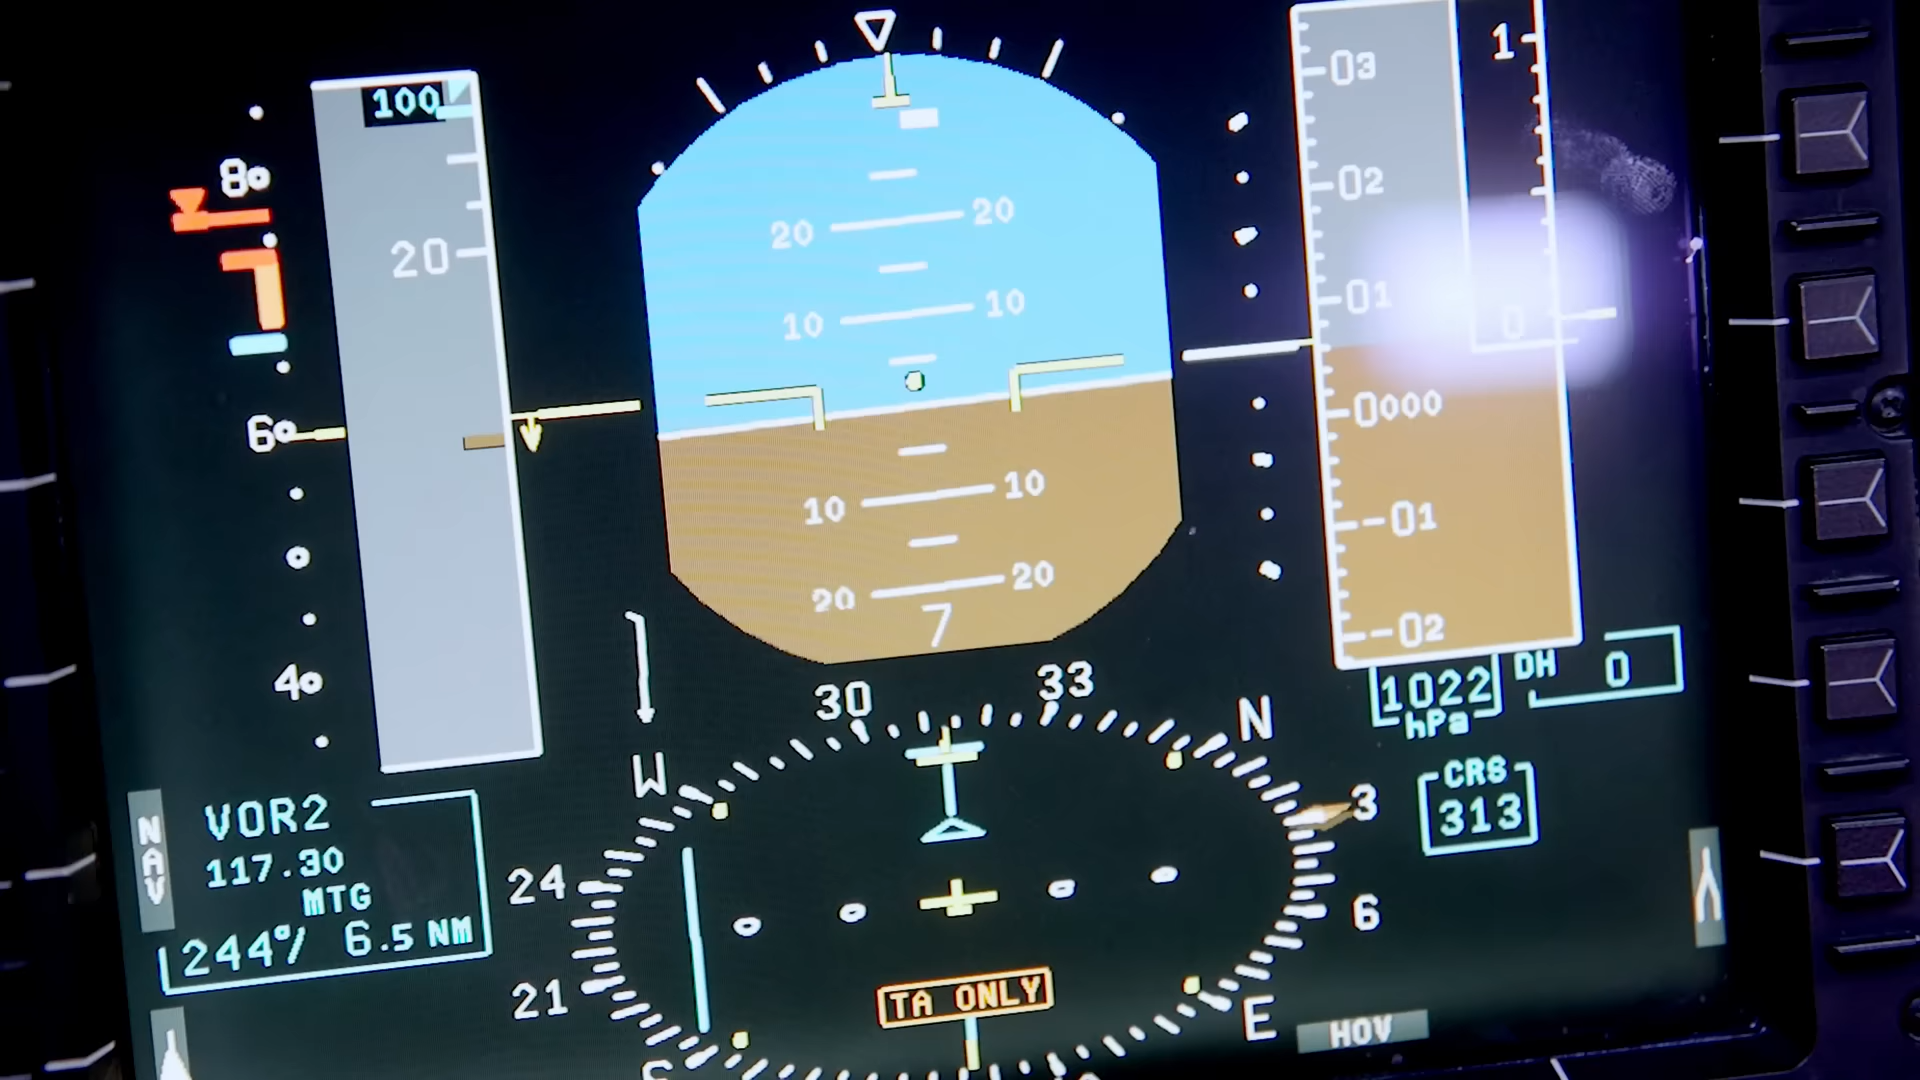 100
80
20
60
40
20 20
10 10
10 10
20 20
7
1
03
02
01
0
0000
-01
-02
1022
hPa
DH 0
CRS
313
NAV
VOR2
117.30
MTG
244°/ 6.5 NM
30
33
N
3
6
E
W
24
21
TA ONLY
HOV